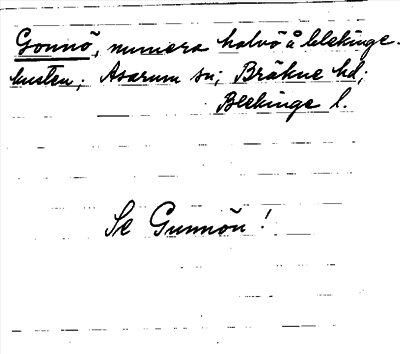 Gonnö, numera halvö å blekinge-
kusten; Asarum sn; Bräkne hd;
Blekinge l.
Se Gunnön!